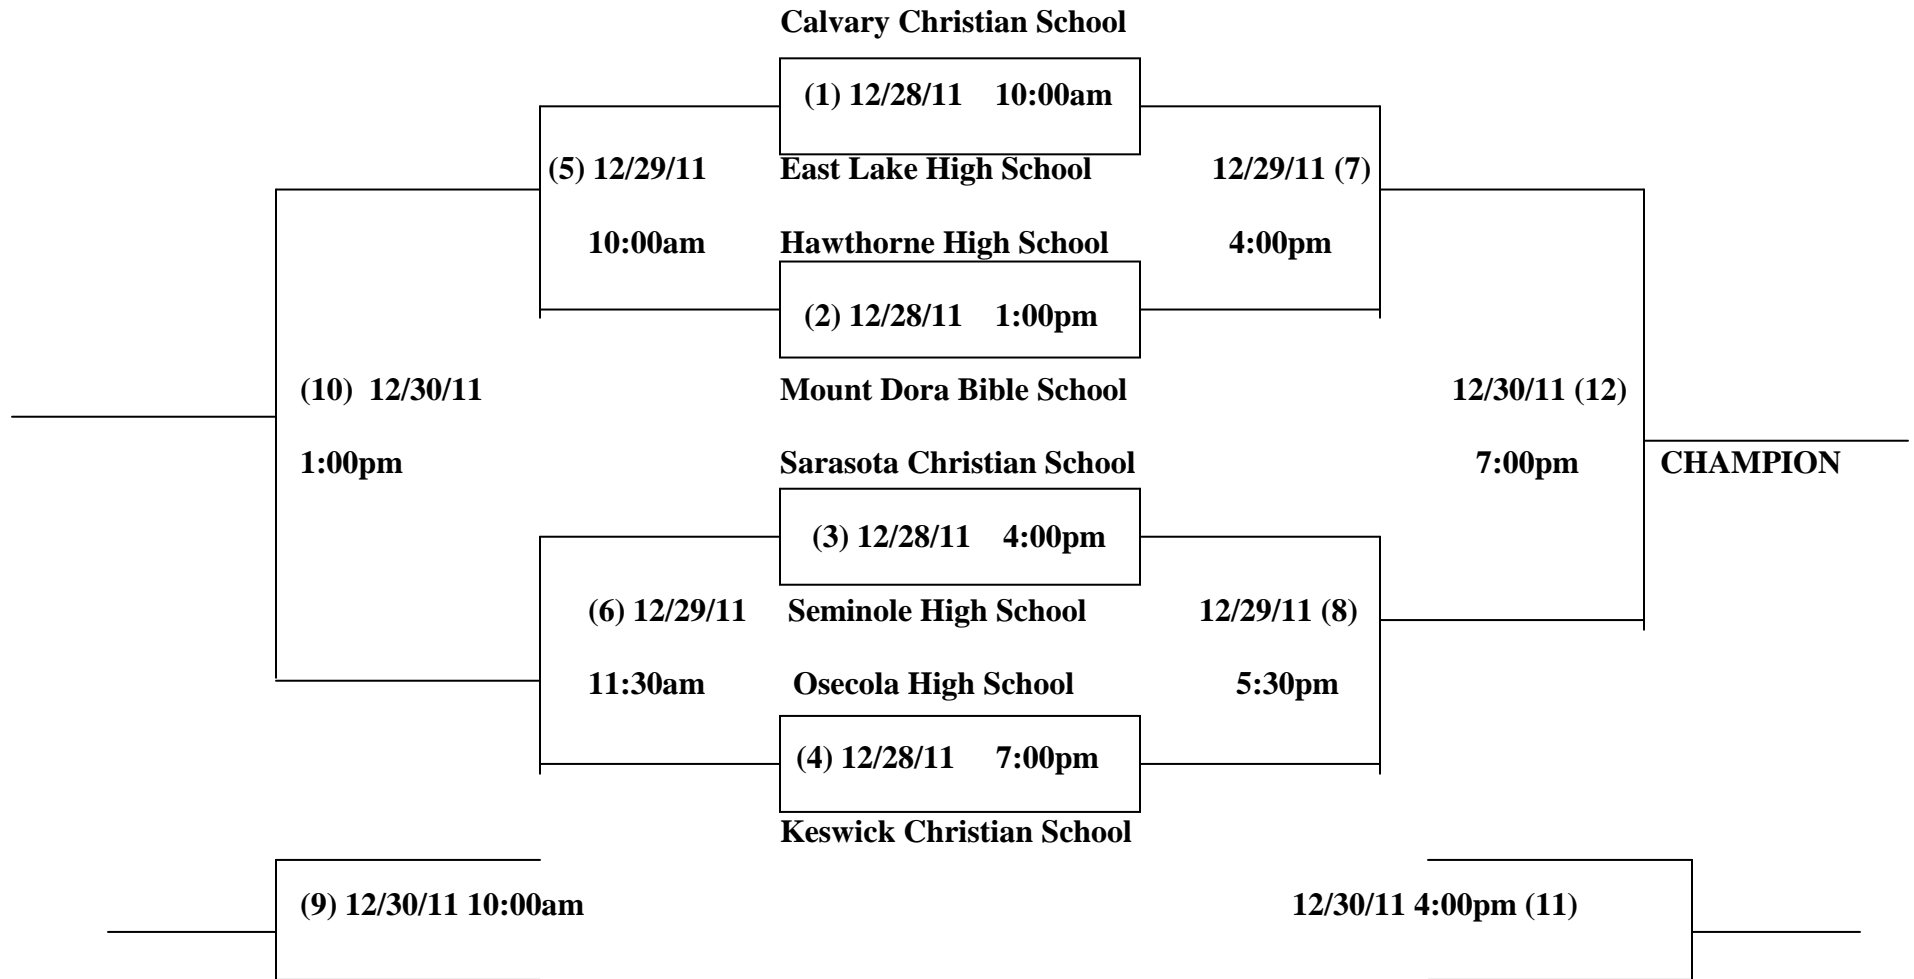 Calvary Christian School
(1) 12/28/11 10:00am
(5) 12/29/11 East Lake High School 12/29/11 (7)
10:00am Hawthorne High School 4:00pm
(2) 12/28/11 1:00pm
(10) 12/30/11 Mount Dora Bible School 12/30/11 (12)
1:00pm Sarasota Christian School 7:00pm CHAMPION
(3) 12/28/11 4:00pm
(6) 12/29/11 Seminole High School 12/29/11 (8)
11:30am Osecola High School 5:30pm
(4) 12/28/11 7:00pm
Keswick Christian School
(9) 12/30/11 10:00am 12/30/11 4:00pm (11)